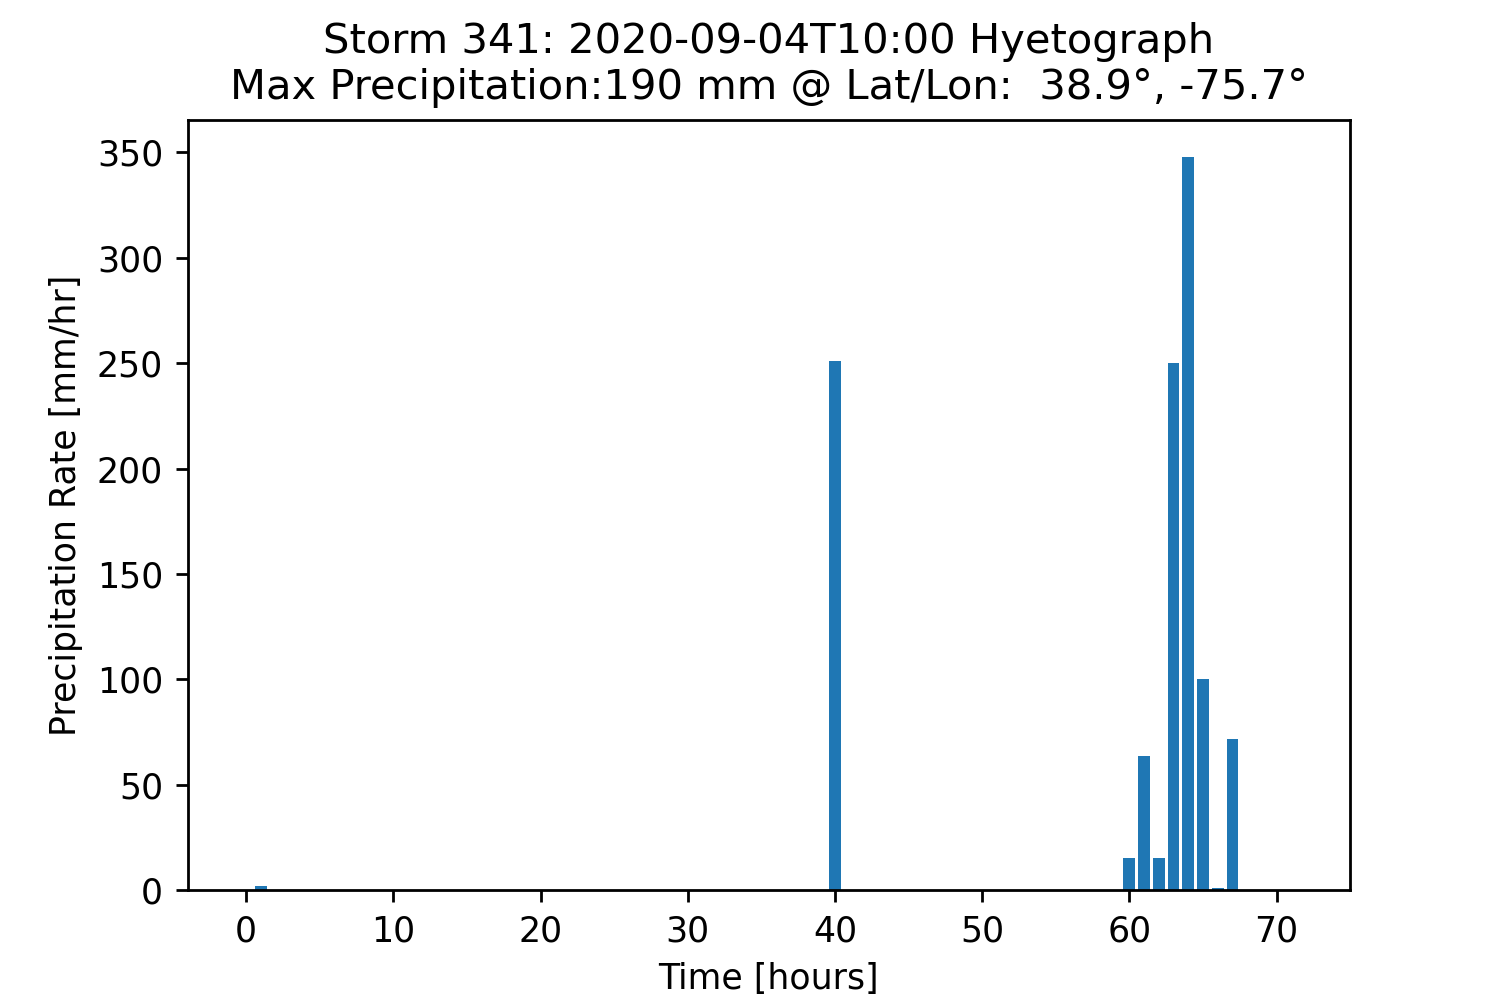 Storm 341: 2020-09-04T10:00 Hyetograph
Max Precipitation:190 mm @ Lat/Lon:  38.9°, -75.7°
350
300
250
200
150
100
50
0
Precipitation Rate [mm/hr]
0 10 20 30 40 50 60 70
Time [hours]